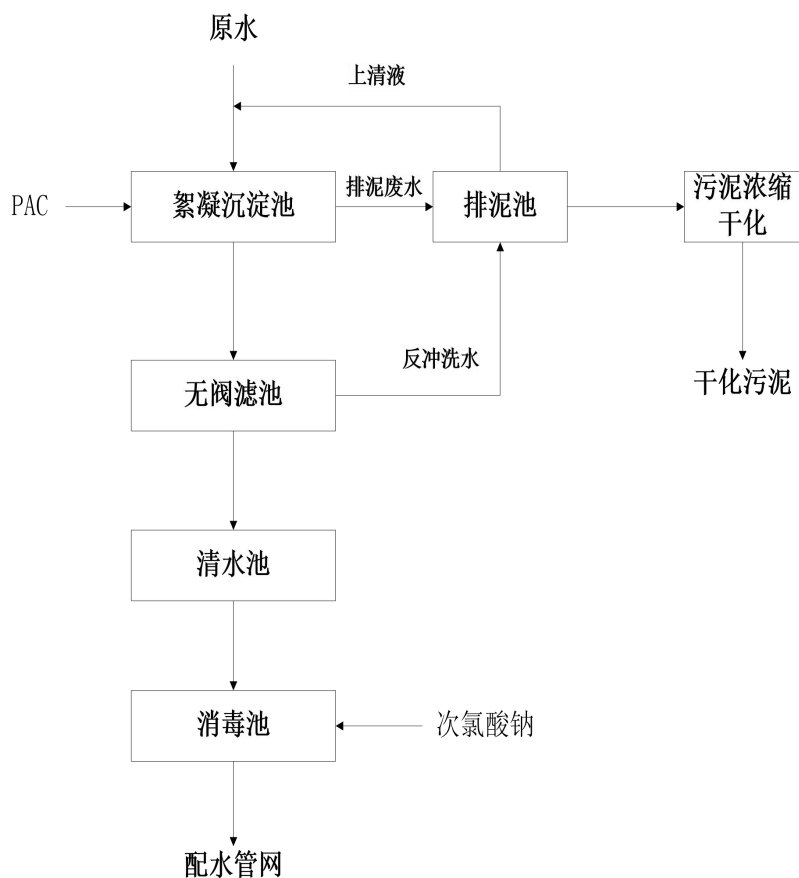 原水
上清液
PAC
絮凝沉淀池
排泥废水
排泥池
污泥浓缩
干化
反冲洗水
无阀滤池
干化污泥
清水池
消毒池
次氯酸钠
配水管网